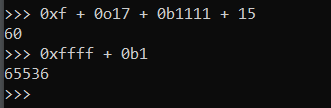 >>> 0xf + 0o17 + 0b1111 + 15
60
>>> 0xffff + 0b1
65536
>>>